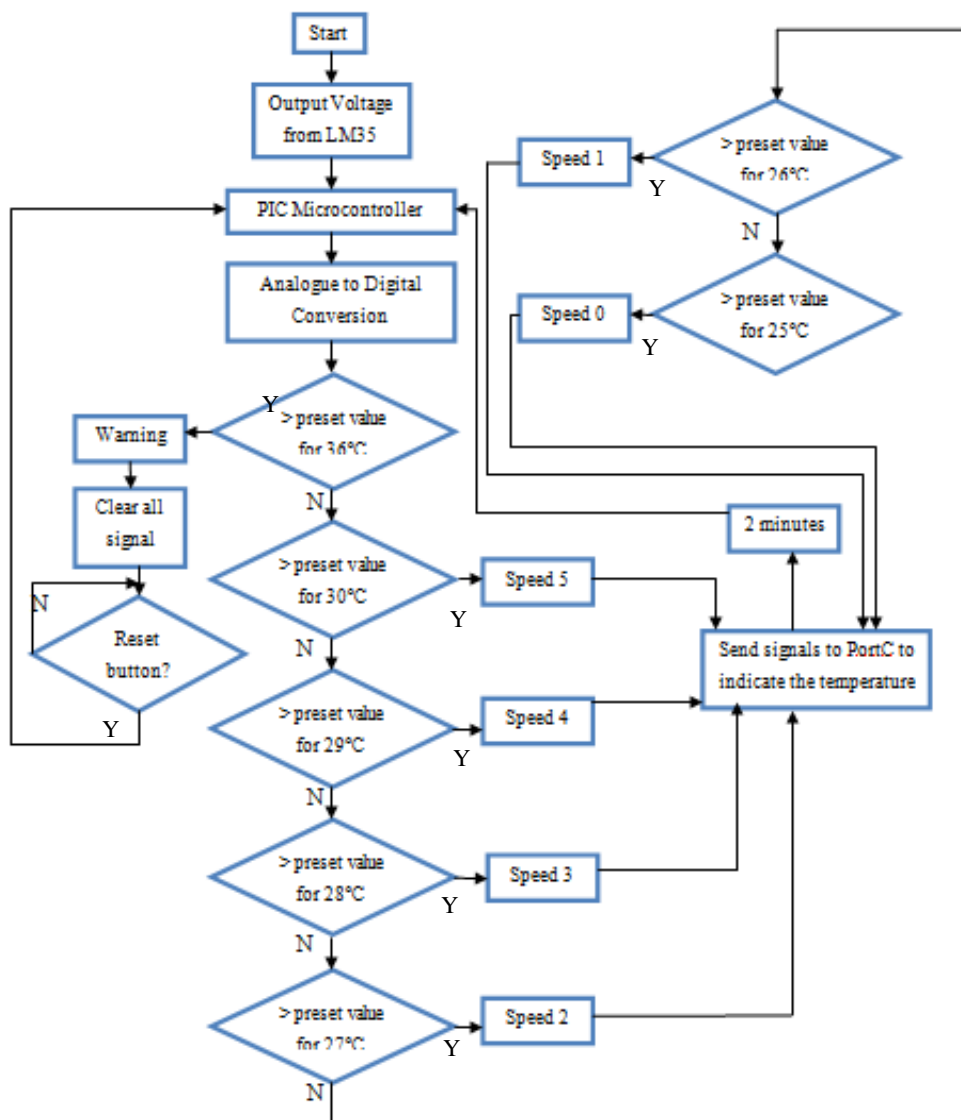 Start
Output Voltage
from LM35
PIC Microcontroller
Analogue to Digital
Conversion
Y
> preset value
for 36°C
N
Warning
Clear all
signal
N
Reset
button?
Y
> preset value
for 30°C
Y
Speed 5
N
> preset value
for 29°C
Y
Speed 4
N
> preset value
for 28°C
Y
Speed 3
N
> preset value
for 27°C
Y
Speed 2
N
> preset value
for 26°C
Y
Speed 1
N
> preset value
for 25°C
Y
Speed 0
2 minutes
Send signals to PortC to
indicate the temperature